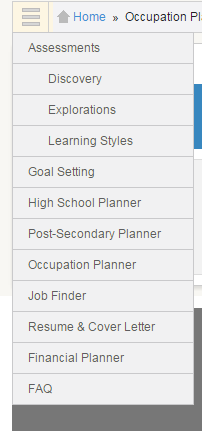 Home » Occupation Pl
Assessments
Discovery
Explorations
Learning Styles
Goal Setting
High School Planner
Post-Secondary Planner
Occupation Planner
Job Finder
Resume & Cover Letter
Financial Planner
FAQ